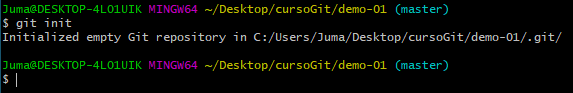 Juma@DESKTOP-4LO1UIK MINGW64 ~/Desktop/cursoGit/demo-01 (master)
$ git init
Initialized empty Git repository in C:/Users/Juma/Desktop/cursoGit/demo-01/.git/
Juma@DESKTOP-4LO1UIK MINGW64 ~/Desktop/cursoGit/demo-01 (master)
$